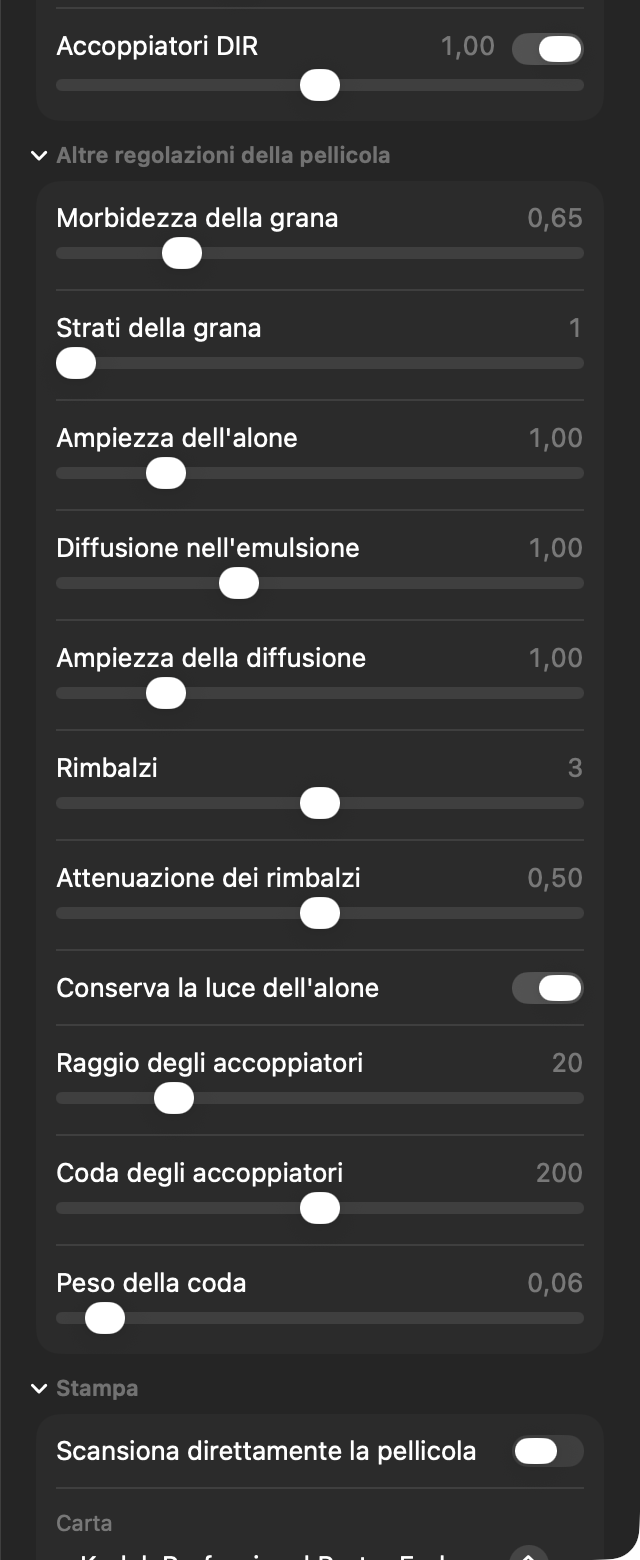 Accoppiatori DIR 1,00
Altre regolazioni della pellicola
Morbidezza della grana 0,65
Strati della grana 1
Ampiezza dell'alone 1,00
Diffusione nell'emulsione 1,00
Ampiezza della diffusione 1,00
Rimbalzi 3
Attenuazione dei rimbalzi 0,50
Conserva la luce dell'alone
Raggio degli accoppiatori 20
Coda degli accoppiatori 200
Peso della coda 0,06
Stampa
Scansiona direttamente la pellicola
Carta
Kodak Professional